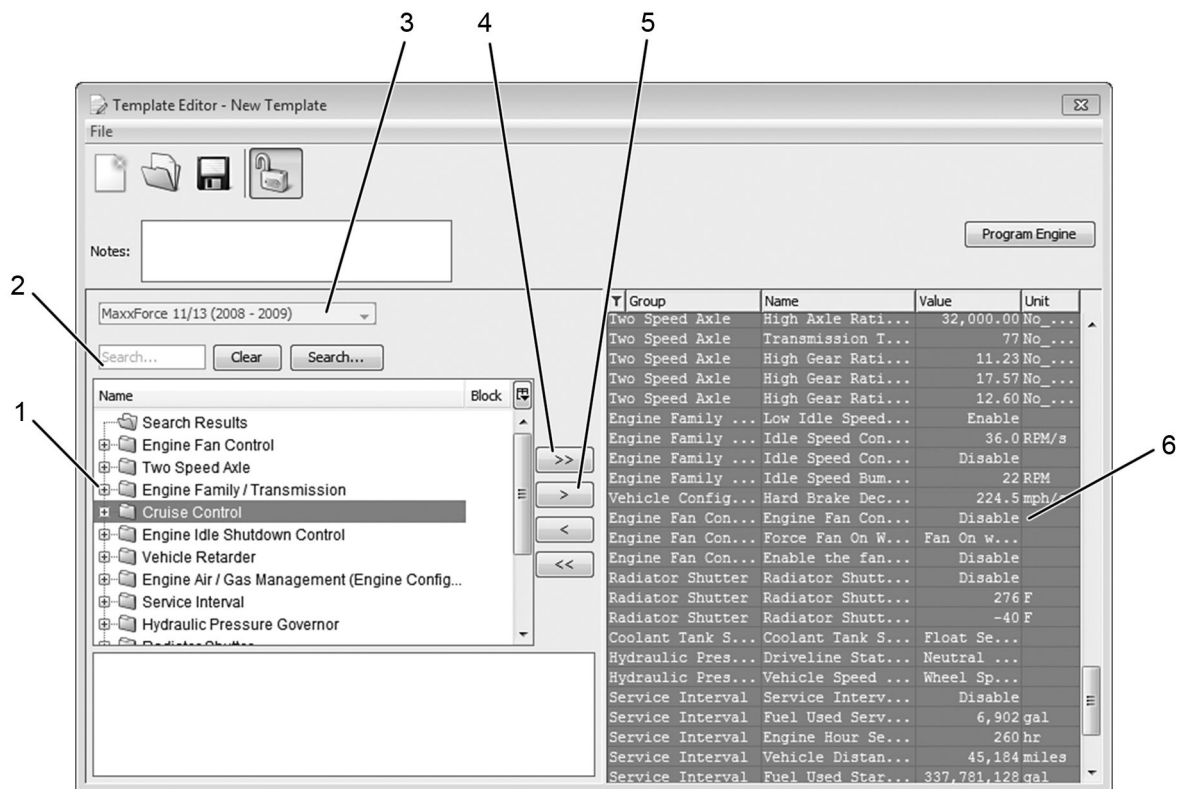 3 4 5
Template Editor - New Template
File
Notes:
Program Engine
2
MaxxForce 11/13 (2008 - 2009)
Search... Clear Search...
Name Block
1
Search Results
Engine Fan Control
Two Speed Axle
Engine Family / Transmission
Cruise Control
Engine Idle Shutdown Control
Vehicle Retarder
Engine Air / Gas Management (Engine Config...
Service Interval
Hydraulic Pressure Governor
Radiator Shutter
>>
>
<
<<
Group Name Value Unit
Two Speed Axle High Axle Rati... 32,000.00 No_...
Two Speed Axle Transmission T... 77 No_...
Two Speed Axle High Gear Rati... 11.23 No_...
Two Speed Axle High Gear Rati... 17.57 No_...
Two Speed Axle High Gear Rati... 12.60 No_...
Engine Family ... Low Idle Speed... Enable
Engine Family ... Idle Speed Con... 36.0 RPM/s
Engine Family ... Idle Speed Con... Disable
Engine Family ... Idle Speed Bum... 22 RPM
Vehicle Config... Hard Brake Dec... 224.5 mph/
Engine Fan Con... Engine Fan Con... Disable
Engine Fan Con... Force Fan On W... Fan On w...
Engine Fan Con... Enable the fan... Disable
Radiator Shutter Radiator Shutt... Disable
Radiator Shutter Radiator Shutt... 276 F
Radiator Shutter Radiator Shutt... -40 F
Coolant Tank S... Coolant Tank S... Float Se...
Hydraulic Pres... Driveline Stat... Neutral ...
Hydraulic Pres... Vehicle Speed ... Wheel Sp...
Service Interval Service Interv... Disable
Service Interval Fuel Used Serv... 6,902 gal
Service Interval Engine Hour Se... 260 hr
Service Interval Vehicle Distan... 45,184 miles
Service Interval Fuel Used Star... 337,781,128 gal
6